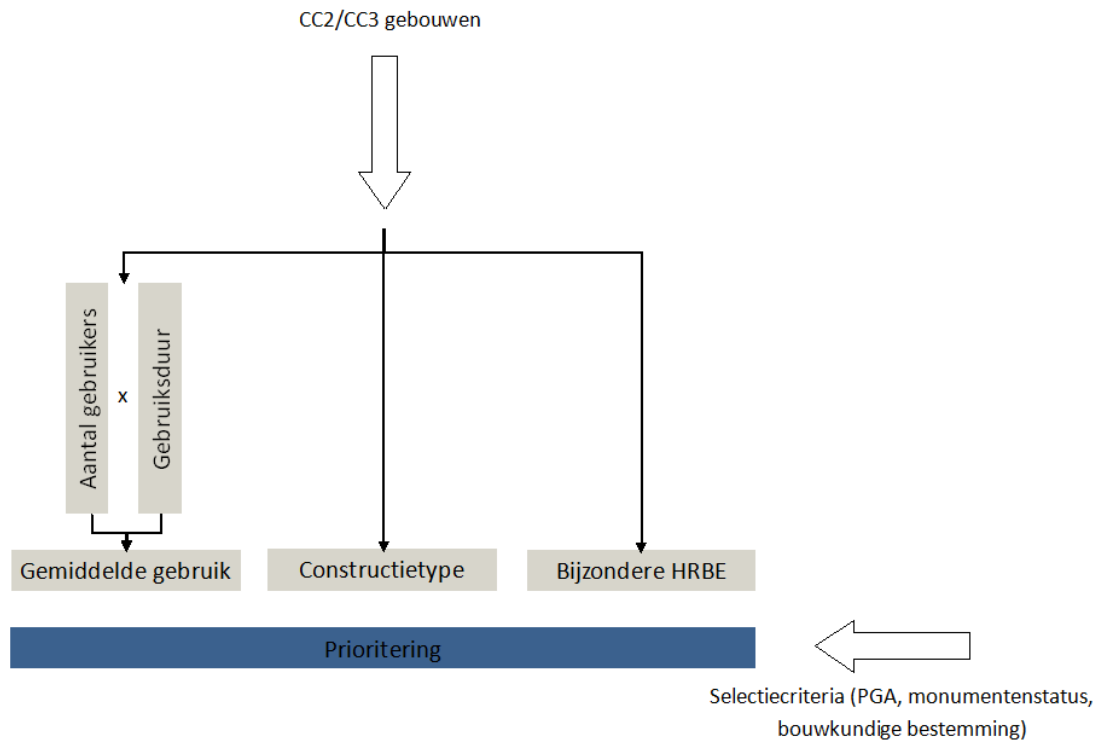 CC2/CC3 gebouwen
Aantal gebruikers
x
Gebruiksduur
Gemiddelde gebruik
Constructietype
Bijzondere HRBE
Prioritering
Selectiecriteria (PGA, monumentenstatus,
bouwkundige bestemming)